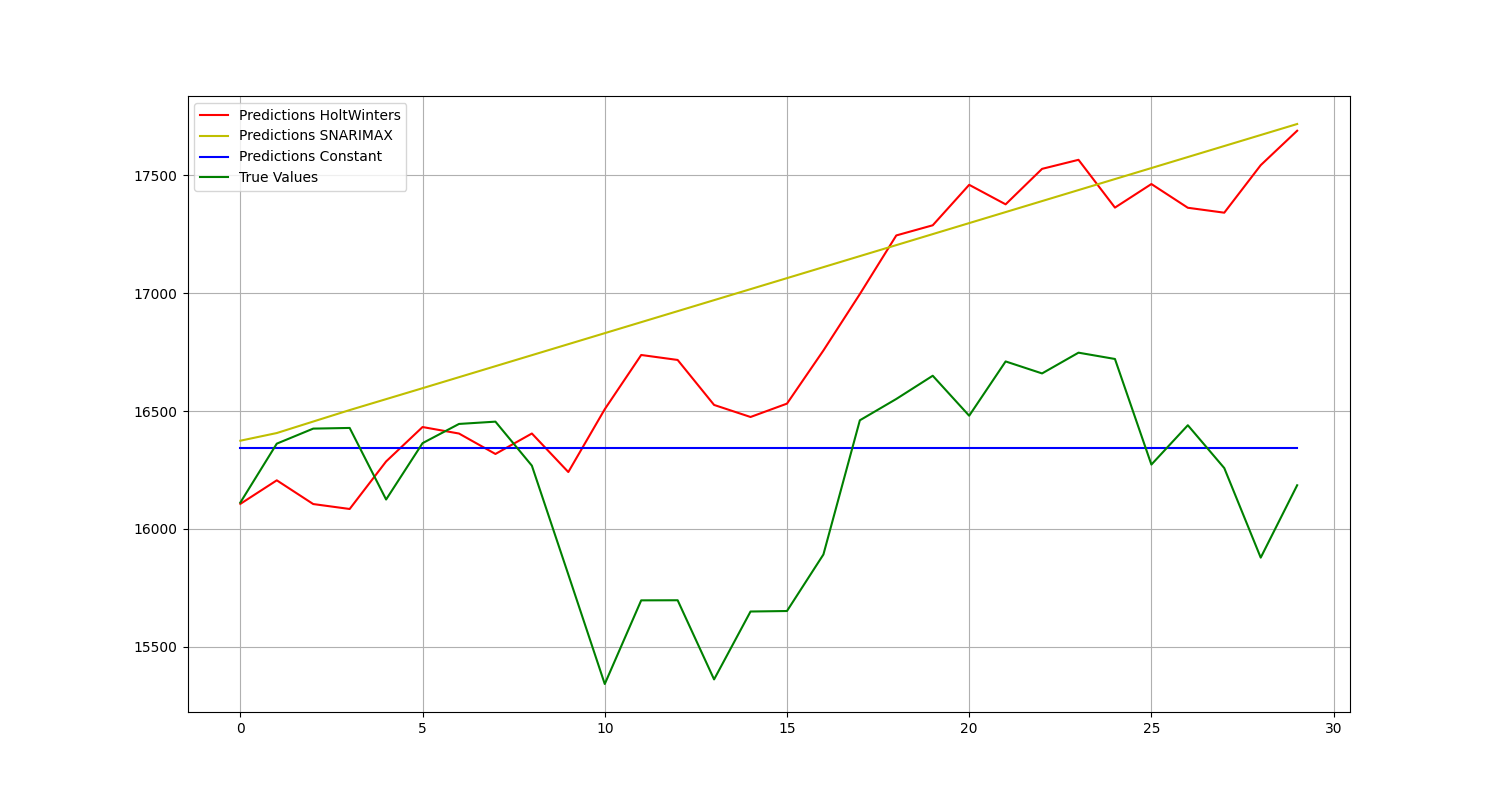 Predictions HoltWinters
Predictions SNARIMAX
Predictions Constant
True Values
17500
17000
16500
16000
15500
0 5 10 15 20 25 30